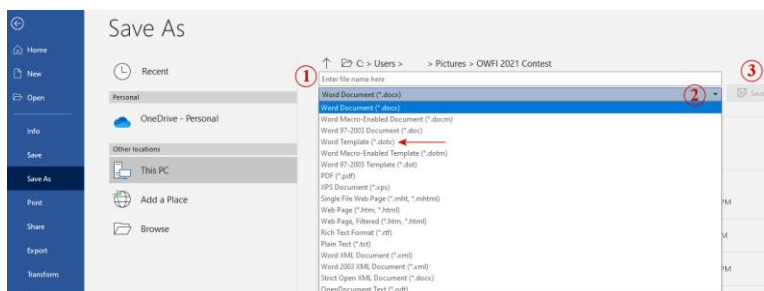 Save As
Home
New
Open
Info
Save
Save As
Print
Share
Export
Transform
Recent
Personal
OneDrive - Personal
Other locations
This PC
Add a Place
Browse
C: > Users > > Pictures > OWFI 2021 Contest
1
Enter file name here
Word Document (*.docx)
2
3
Save
Word Document (*.docx)
Word Macro-Enabled Document (*.docm)
Word 97-2003 Document (*.doc)
Word Template (*.dotx)
Word Macro-Enabled Template (*.dotm)
Word 97-2003 Template (*.dot)
PDF (*.pdf)
XPS Document (*.xps)
Single File Web Page (*.mht, *.mhtml)
Web Page (*.htm, *.html)
Web Page, Filtered (*.htm, *.html)
Rich Text Format (*.rtf)
Plain Text (*.txt)
Word XML Document (*.xml)
Word 2003 XML Document (*.xml)
Strict Open XML Document (*.docx)
OpenDocument Text (*.odt)
PM
M
PM